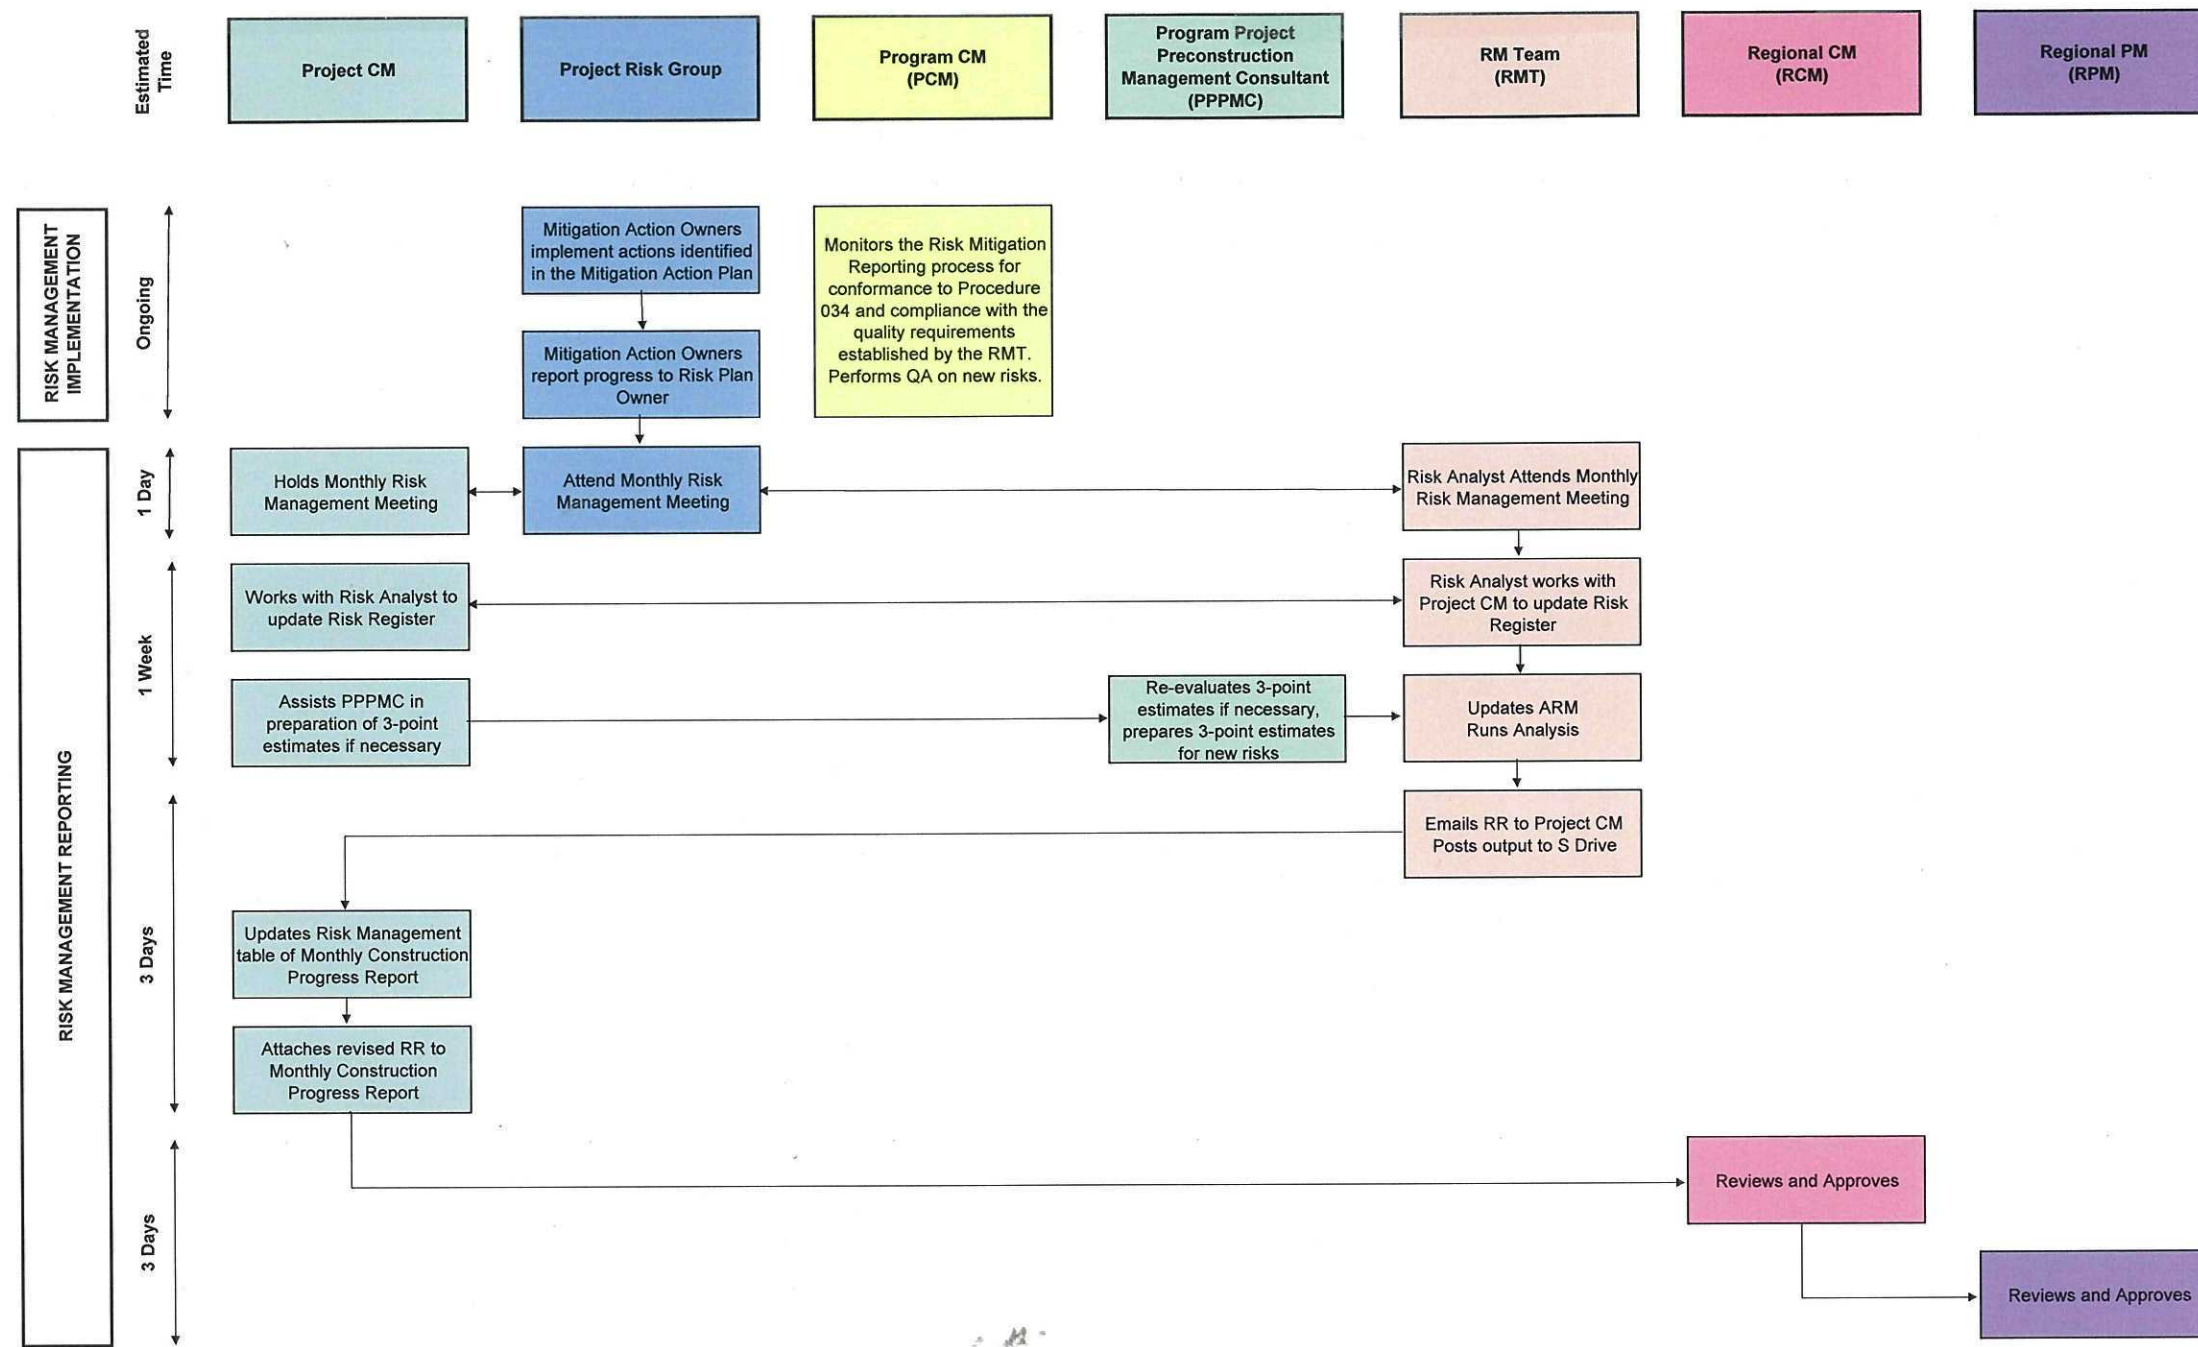 Estimated
Time
Project CM
Project Risk Group
Program CM
(PCM)
Program Project
Preconstruction
Management Consultant
(PPPMC)
RM Team
(RMT)
Regional CM
(RCM)
Regional PM
(RPM)
RISK MANAGEMENT
IMPLEMENTATION
Ongoing
Mitigation Action Owners
implement actions identified
in the Mitigation Action Plan
Mitigation Action Owners
report progress to Risk Plan
Owner
Monitors the Risk Mitigation
Reporting process for
conformance to Procedure
034 and compliance with the
quality requirements
established by the RMT.
Performs QA on new risks.
RISK MANAGEMENT REPORTING
1 Day
Holds Monthly Risk
Management Meeting
Attend Monthly Risk
Management Meeting
Risk Analyst Attends Monthly
Risk Management Meeting
1 Week
Works with Risk Analyst to
update Risk Register
Risk Analyst works with
Project CM to update Risk
Register
Assists PPPMC in
preparation of 3-point
estimates if necessary
Re-evaluates 3-point
estimates if necessary,
prepares 3-point estimates
for new risks
Updates ARM
Runs Analysis
3 Days
Emails RR to Project CM
Posts output to S Drive
Updates Risk Management
table of Monthly Construction
Progress Report
Attaches revised RR to
Monthly Construction
Progress Report
3 Days
Reviews and Approves
Reviews and Approves